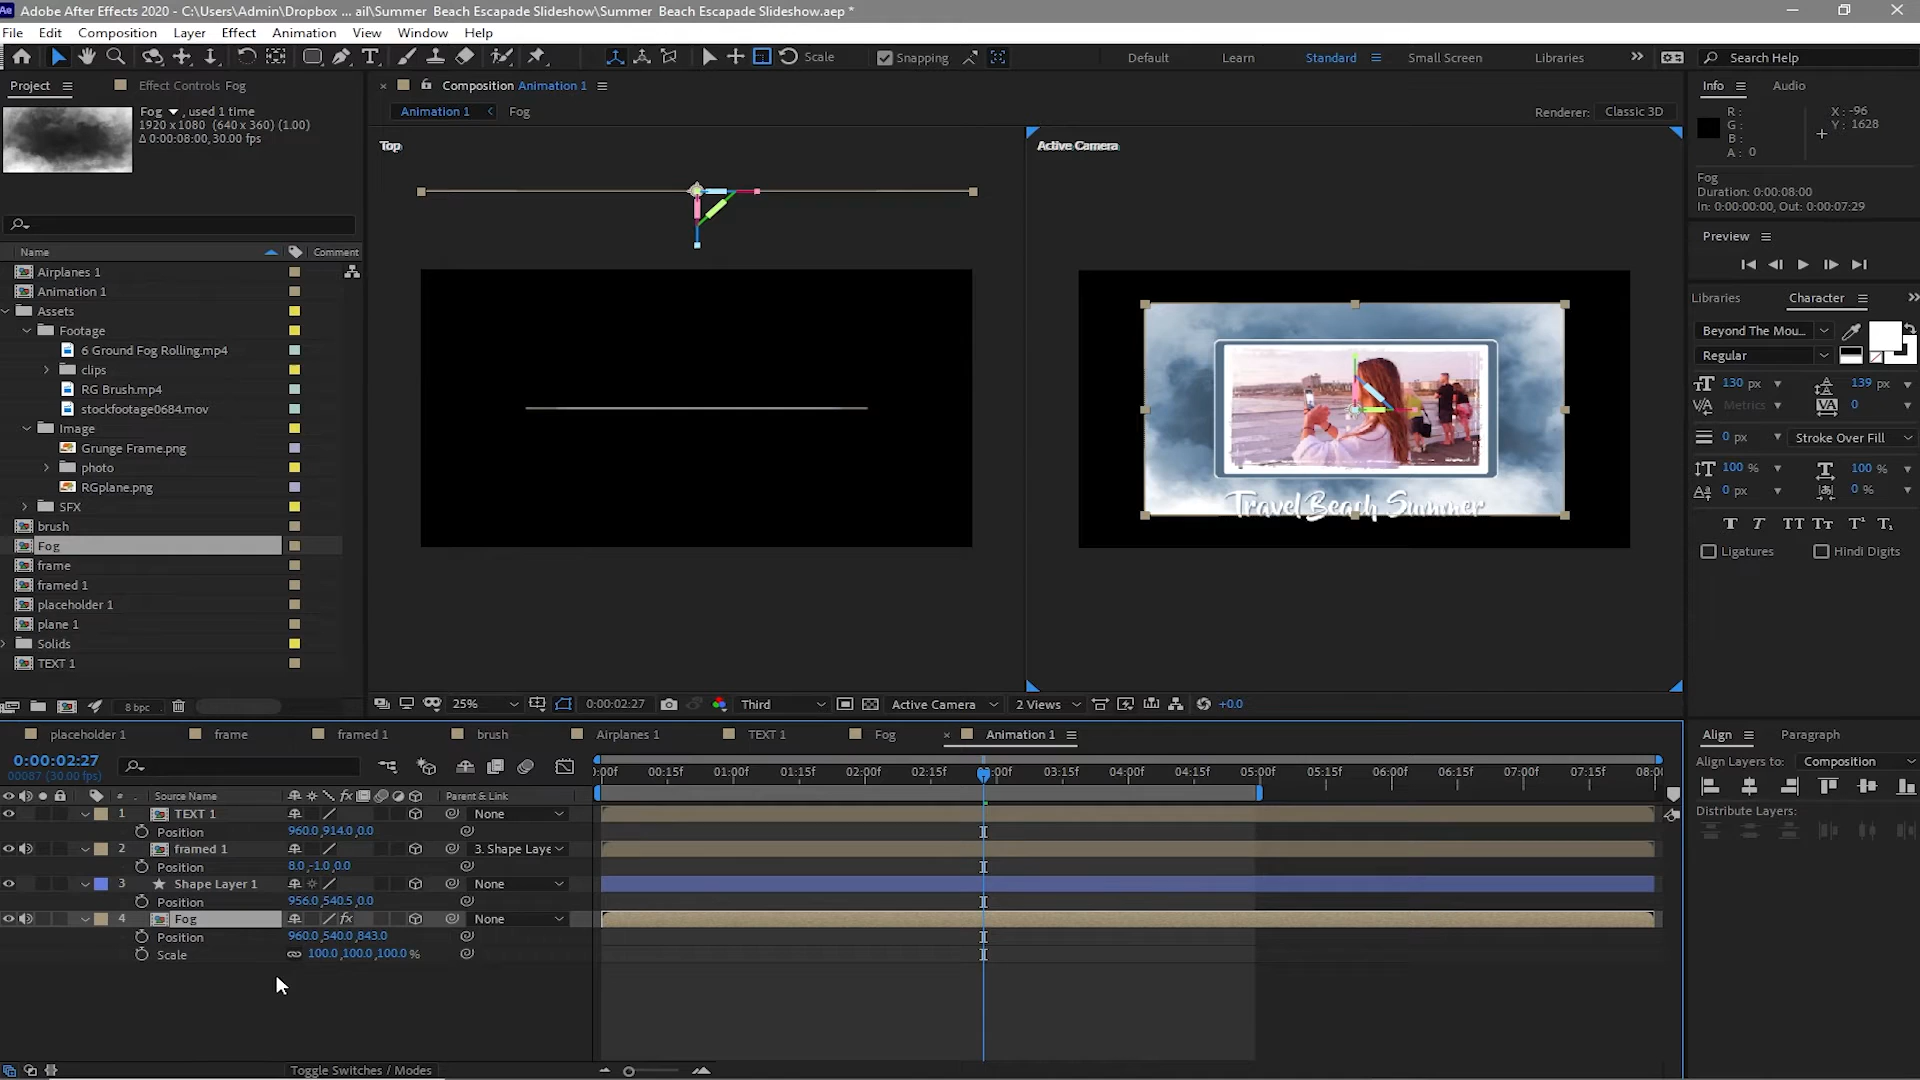 Adobe After Effects 2020 - C:\Users\Admin\Dropbox ... ail\Summer  Beach Escapade Slideshow\Summer  Beach Escapade Slideshow.aep *
File Edit Composition Layer Effect Animation View Window Help
Scale Snapping Default Learn Standard Small Screen Libraries Search Help
Project Effect Controls Fog
Fog , used 1 time
1920 x 1080 (640 x 360) (1.00)
Δ 0:00:08:00, 30.00 fps
Name Comment
Airplanes 1
Animation 1
Assets
Footage
6 Ground Fog Rolling.mp4
clips
RG Brush.mp4
stockfootage0684.mov
Image
Grunge Frame.png
photo
RGplane.png
SFX
brush
Fog
frame
framed 1
placeholder 1
plane 1
Solids
TEXT 1
8 bpc
Composition Animation 1
Animation 1 Fog
Renderer: Classic 3D
Top
Active Camera
Travel Beach Summer
25% 0:00:02:27 Third Active Camera 2 Views +0.0
Info Audio
R:
G:
B:
A: 0
X: -96
Y: 1628
Fog
Duration: 0:00:08:00
In: 0:00:00:00, Out: 0:00:07:29
Preview
Libraries Character
Beyond The Mou...
Regular
130 px 139 px
Metrics 0
0 px Stroke Over Fill
100 % 100 %
0 px 0 %
T T TT Tt T¹ T₁
Ligatures Hindi Digits
placeholder 1 frame framed 1 brush Airplanes 1 TEXT 1 Fog Animation 1
0:00:02:27
00087 (30.00 fps)
:00f 00:15f 01:00f 01:15f 02:00f 02:15f :00f 03:15f 04:00f 04:15f 05:00f 05:15f 06:00f 06:15f 07:00f 07:15f 08:0
# Source Name Parent & Link
1 TEXT 1 None
Position 960.0,914.0,0.0
2 framed 1 3. Shape Laye
Position 8.0,-1.0,0.0
3 Shape Layer 1 None
Position 956.0,540.5,0.0
4 Fog None
Position 960.0,540.0,843.0
Scale 100.0,100.0,100.0 %
Toggle Switches / Modes
Align Paragraph
Align Layers to: Composition
Distribute Layers: